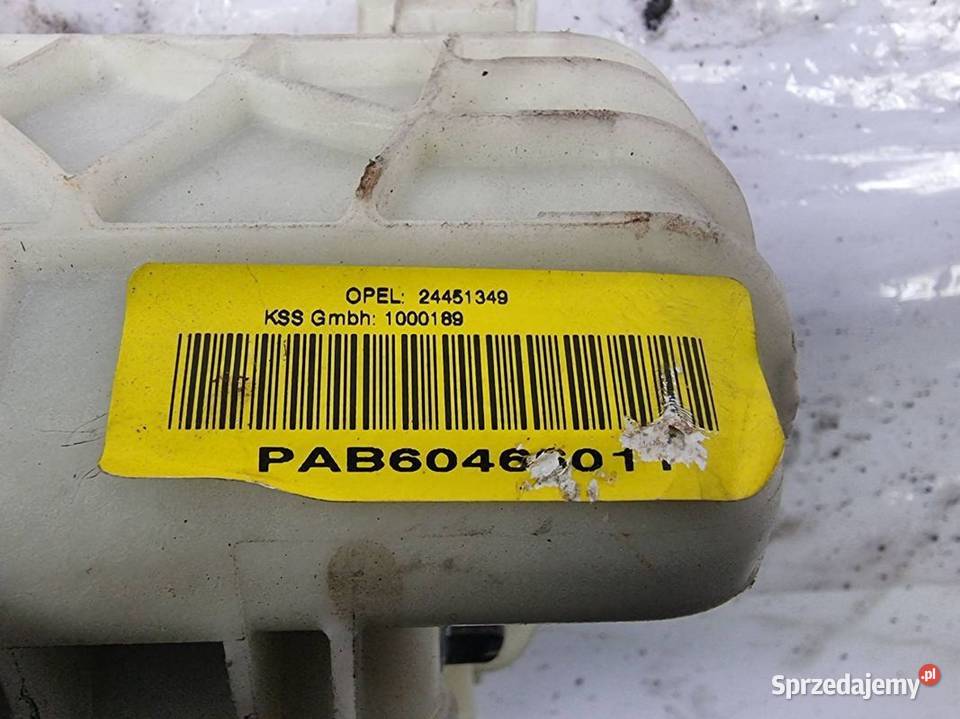 OPEL: 24451349
KSS Gmbh: 1000189
Sprzedajemy.pl